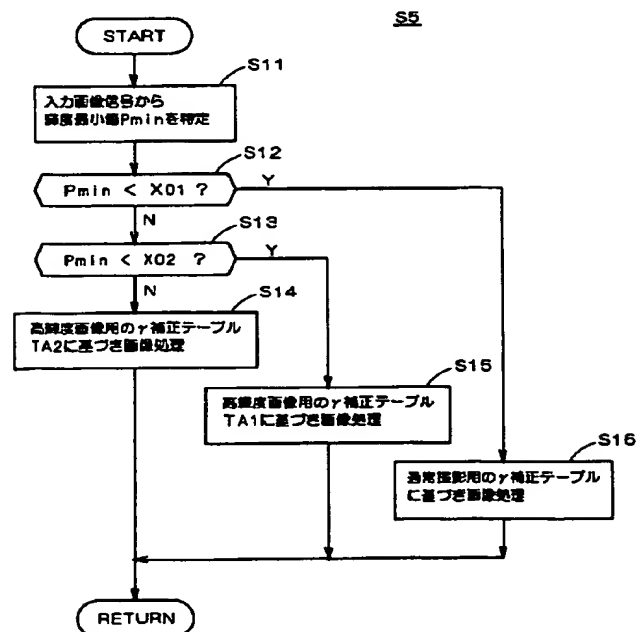 S5
START
S11
入力画像信号から
輝度最小値Pminを特定
S12
Pmin < X01 ?
Y
N
S13
Pmin < X02 ?
Y
N
S14
高輝度画像用のγ補正テーブル
TA2に基づき画像処理
S15
高輝度画像用のγ補正テーブル
TA1に基づき画像処理
S16
通常撮影用のγ補正テーブル
に基づき画像処理
RETURN